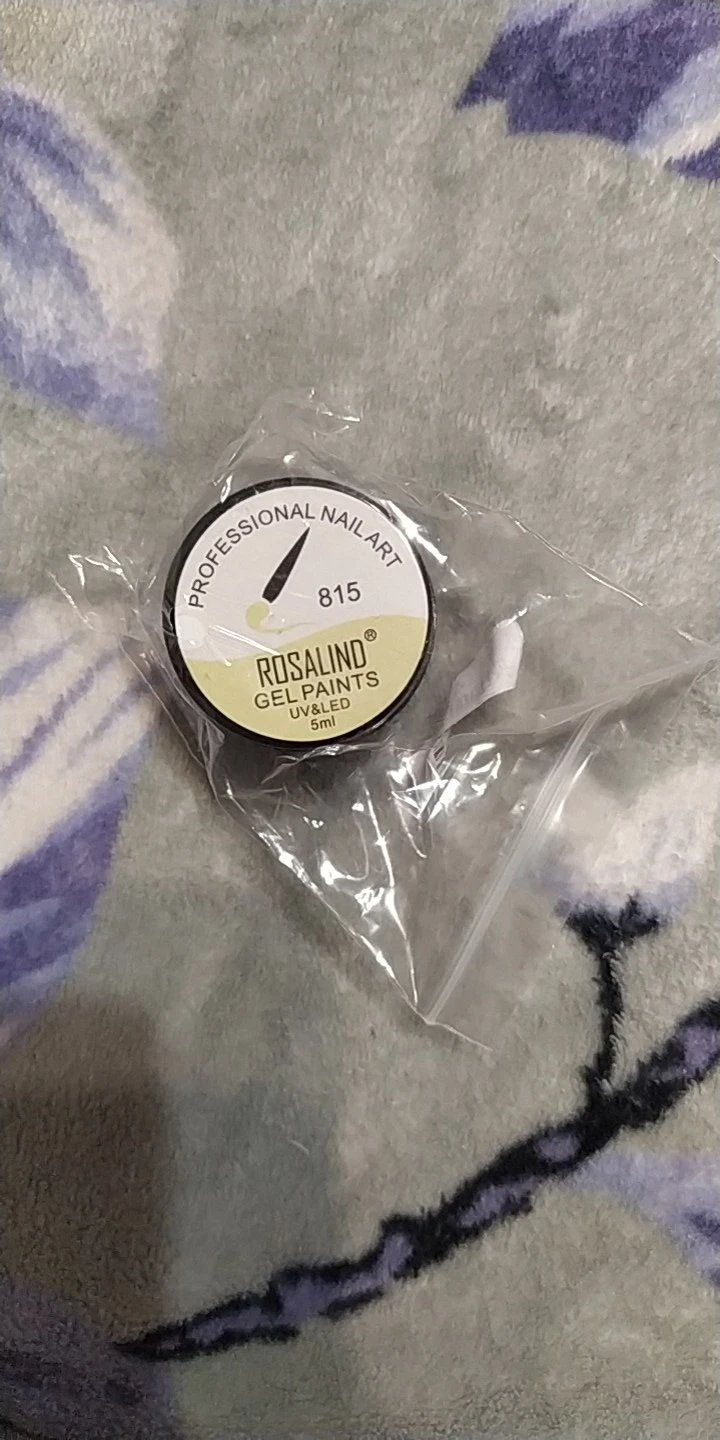 PROFESSIONAL NAIL ART
815
ROSALIND®
GEL PAINTS
UV&LED
5ml